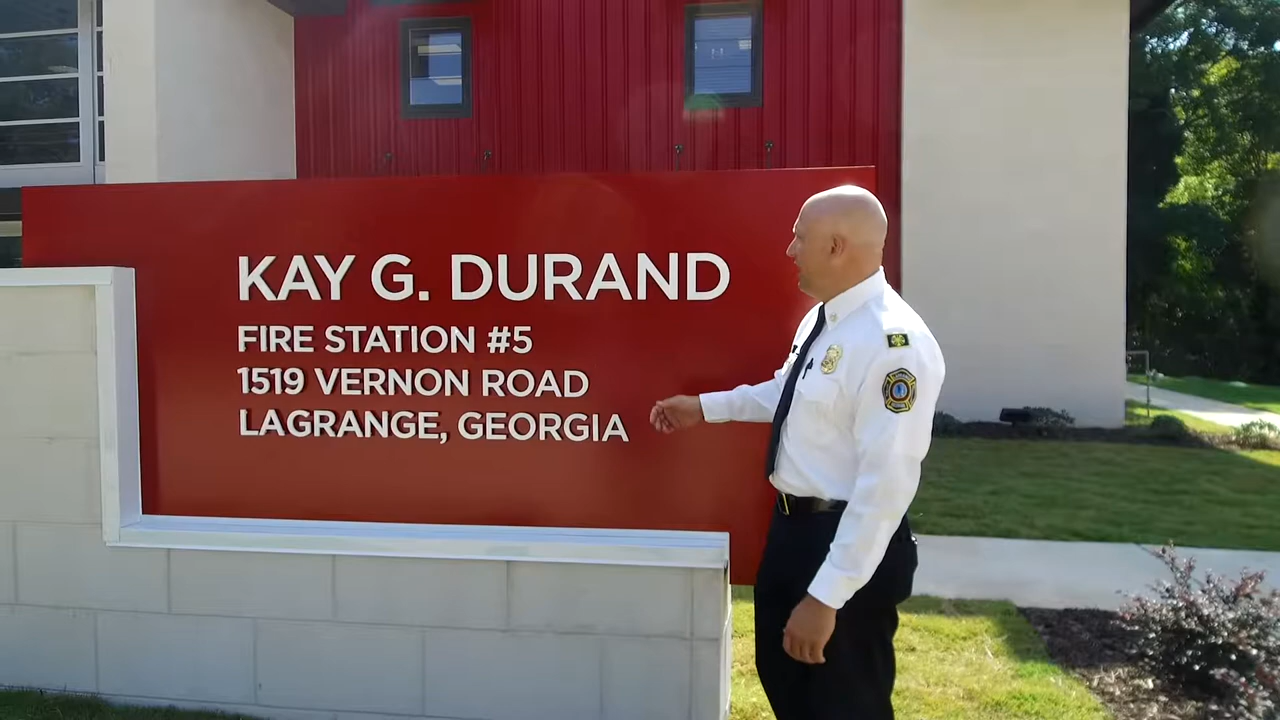 KAY G. DURAND
FIRE STATION #5
1519 VERNON ROAD
LAGRANGE, GEORGIA